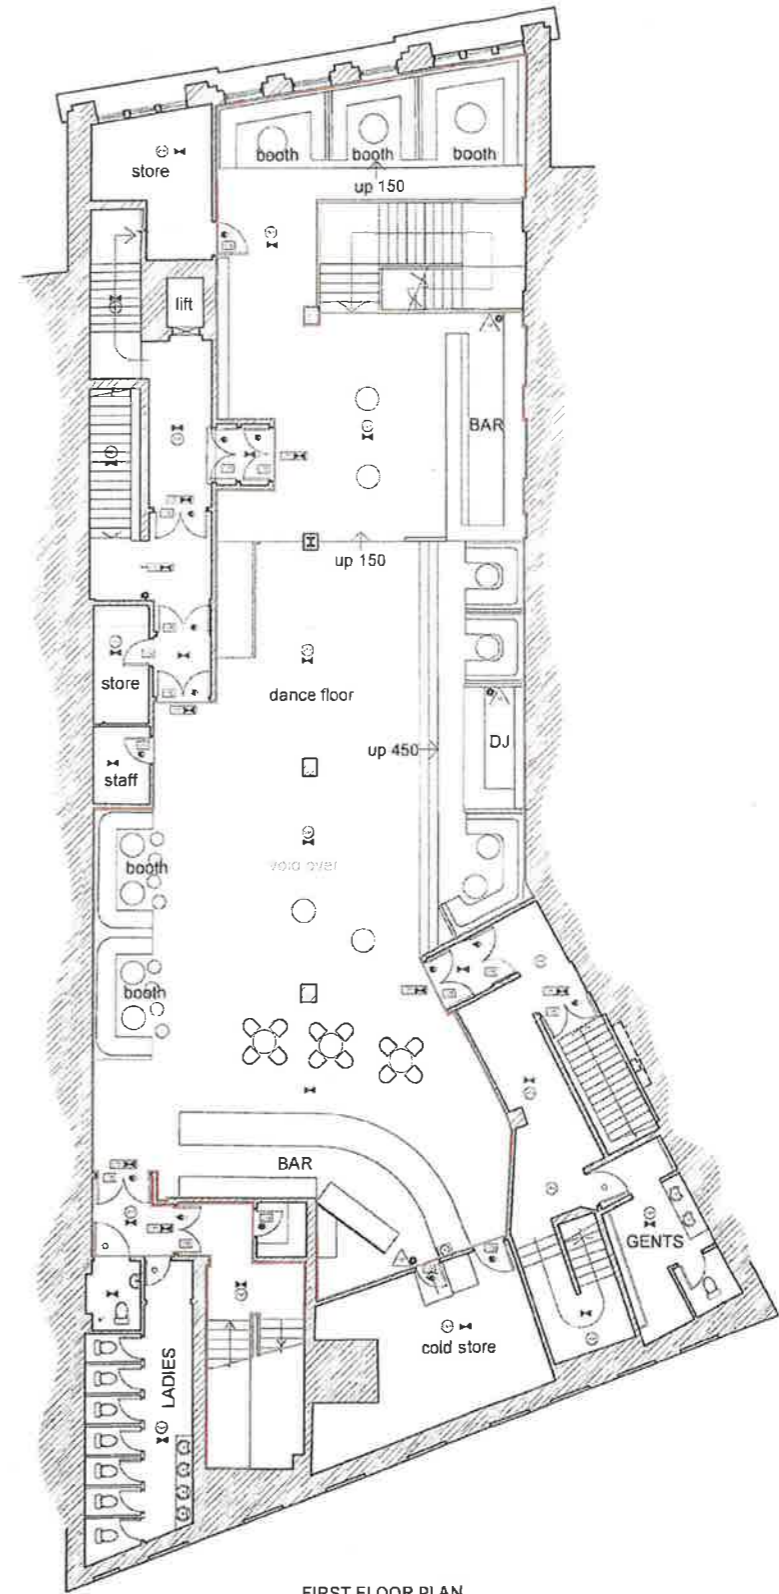 booth
booth
booth
store
up 150
lift
BAR
up 150
store
dance floor
up 450
DJ
staff
void over
booth
booth
BAR
GENTS
cold store
LADIES
FIRST FLOOR PLAN